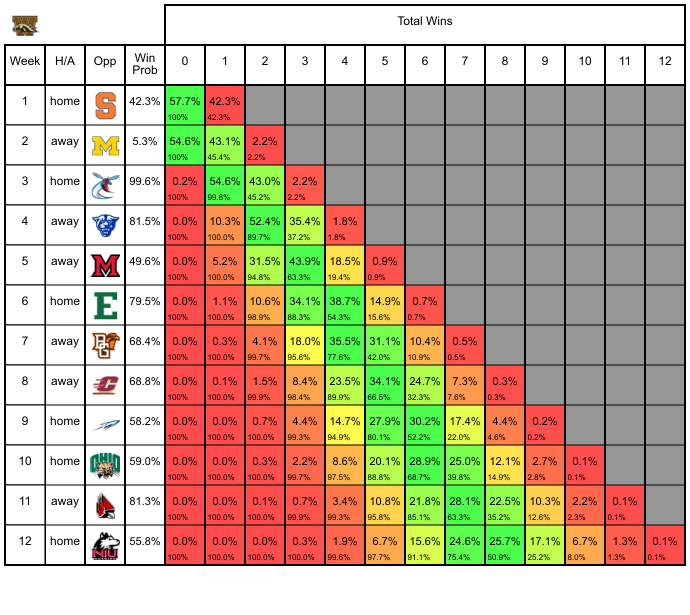 Total Wins
Week H/A Opp Win Prob 0 1 2 3 4 5 6 7 8 9 10 11 12
1 home S 42.3% 57.7% 42.3%
100% 42.3%
2 away M 5.3% 54.6% 43.1% 2.2%
100% 45.4% 2.2%
3 home 99.6% 0.2% 54.6% 43.0% 2.2%
100% 99.8% 45.2% 2.2%
4 away 81.5% 0.0% 10.3% 52.4% 35.4% 1.8%
100% 100.0% 89.7% 37.2% 1.8%
5 away M 49.6% 0.0% 5.2% 31.5% 43.9% 18.5% 0.9%
100% 100.0% 94.8% 63.3% 19.4% 0.9%
6 home E 79.5% 0.0% 1.1% 10.6% 34.1% 38.7% 14.9% 0.7%
100% 100.0% 98.9% 88.3% 54.3% 15.6% 0.7%
7 away BG 68.4% 0.0% 0.3% 4.1% 18.0% 35.5% 31.1% 10.4% 0.5%
100% 100.0% 99.7% 95.6% 77.6% 42.0% 10.9% 0.5%
8 away C 68.8% 0.0% 0.1% 1.5% 8.4% 23.5% 34.1% 24.7% 7.3% 0.3%
100% 100.0% 99.9% 98.4% 89.9% 66.5% 32.3% 7.6% 0.3%
9 home 58.2% 0.0% 0.0% 0.7% 4.4% 14.7% 27.9% 30.2% 17.4% 4.4% 0.2%
100% 100.0% 100.0% 99.3% 94.9% 80.1% 52.2% 22.0% 4.6% 0.2%
10 home OHIO 59.0% 0.0% 0.0% 0.3% 2.2% 8.6% 20.1% 28.9% 25.0% 12.1% 2.7% 0.1%
100% 100.0% 100.0% 99.7% 97.5% 88.8% 68.7% 39.8% 14.9% 2.8% 0.1%
11 away 81.3% 0.0% 0.0% 0.1% 0.7% 3.4% 10.8% 21.8% 28.1% 22.5% 10.3% 2.2% 0.1%
100% 100.0% 100.0% 99.9% 99.3% 95.8% 85.1% 63.3% 35.2% 12.6% 2.3% 0.1%
12 home NIU 55.8% 0.0% 0.0% 0.0% 0.3% 1.9% 6.7% 15.6% 24.6% 25.7% 17.1% 6.7% 1.3% 0.1%
100% 100.0% 100.0% 100.0% 99.6% 97.7% 91.1% 75.4% 50.9% 25.2% 8.0% 1.3% 0.1%